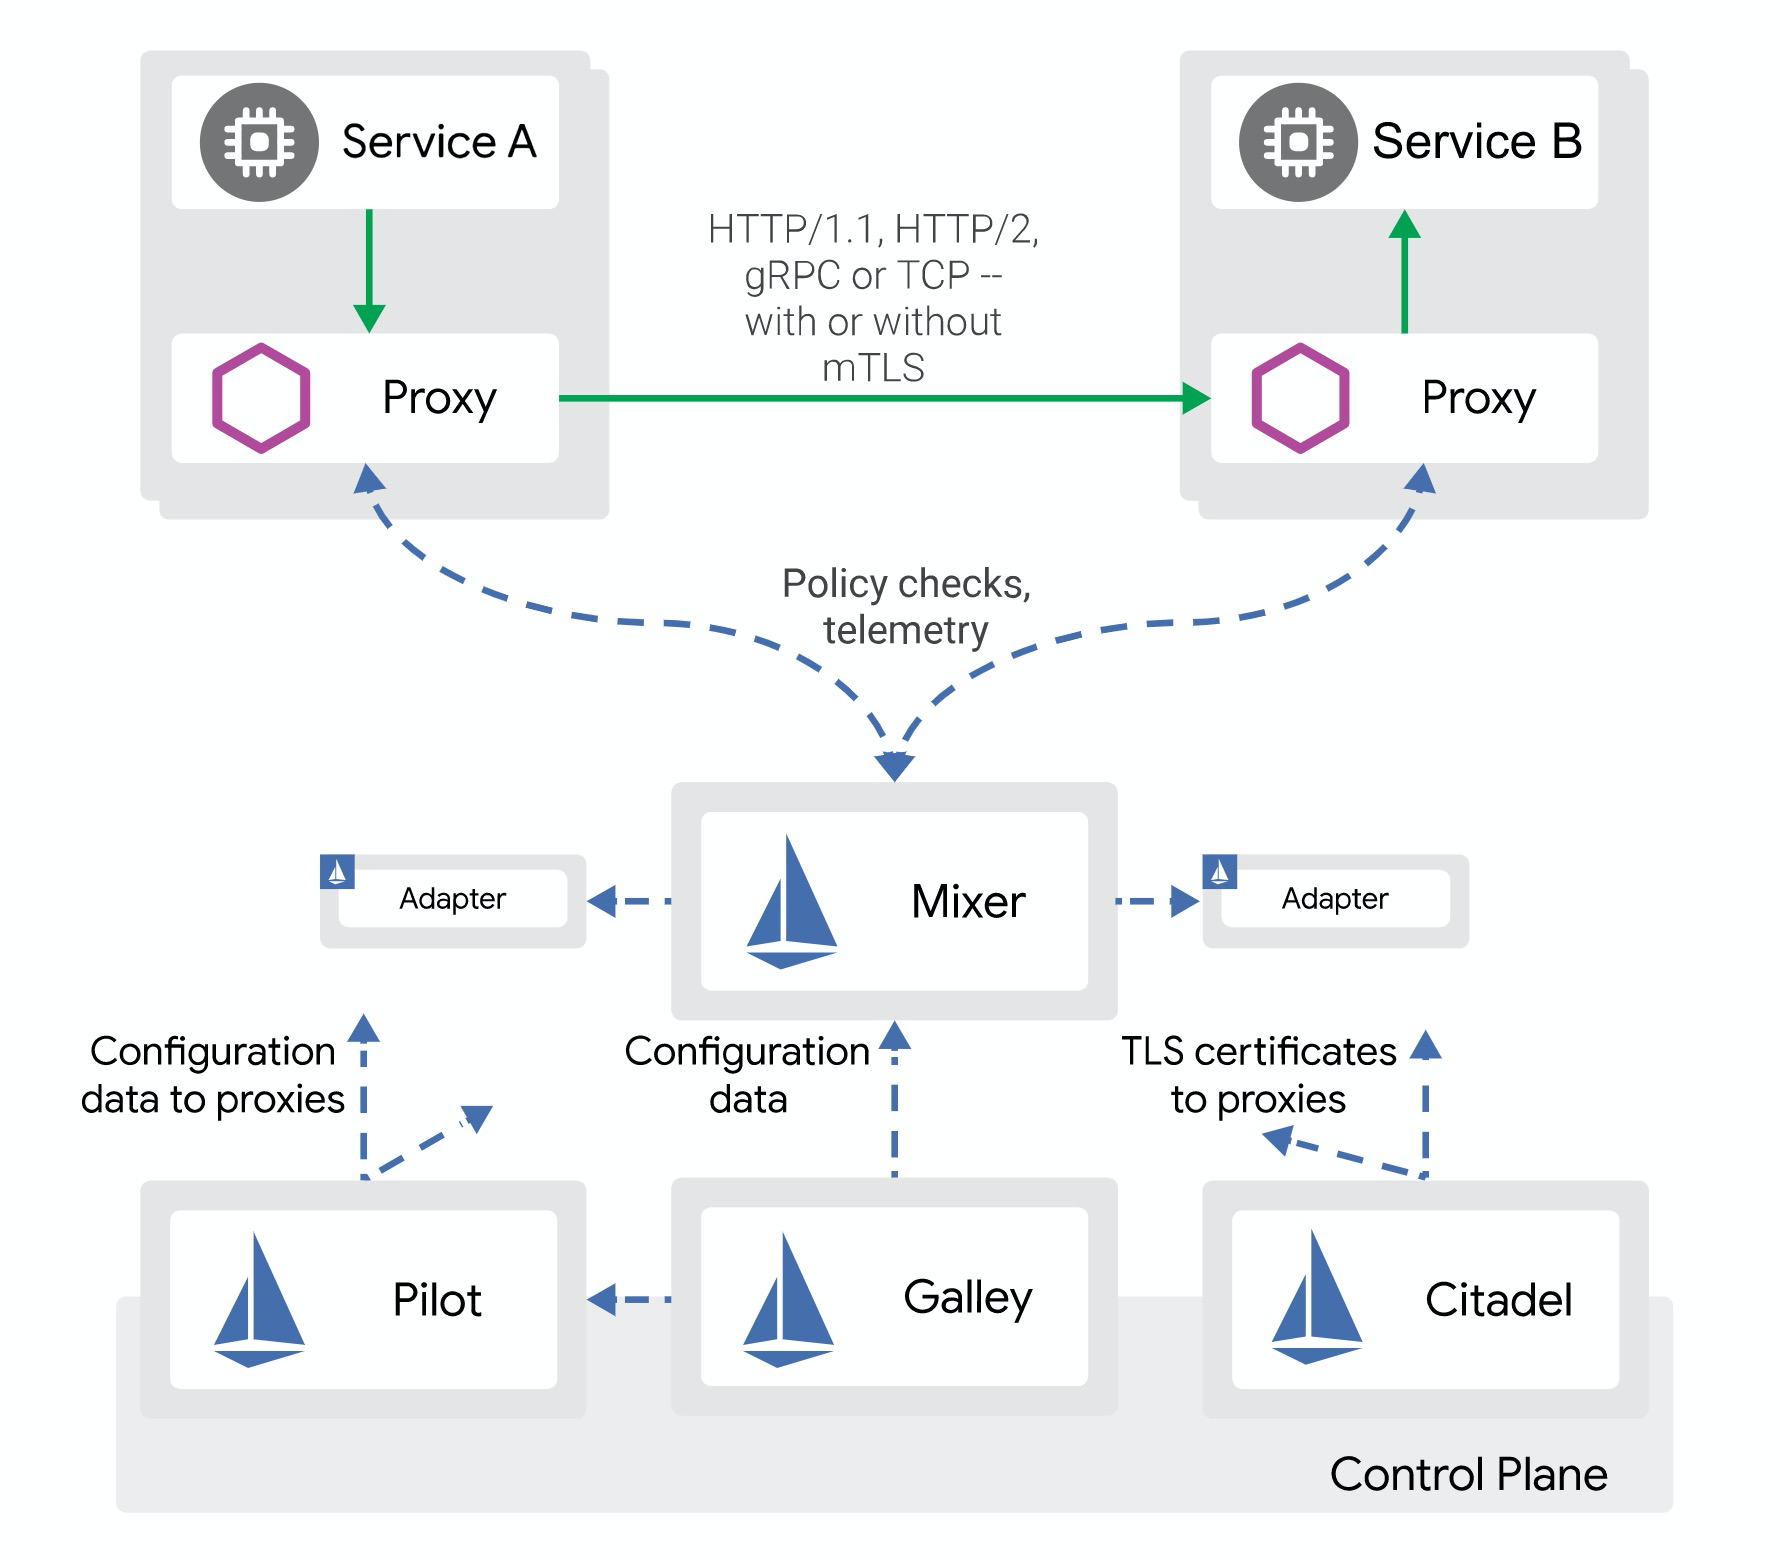 Service A
Service B
HTTP/1.1, HTTP/2,
gRPC or TCP --
with or without
mTLS
Proxy
Proxy
Policy checks,
telemetry
Adapter
Mixer
Adapter
Configuration
data to proxies
Configuration
data
TLS certificates
to proxies
Pilot
Galley
Citadel
Control Plane